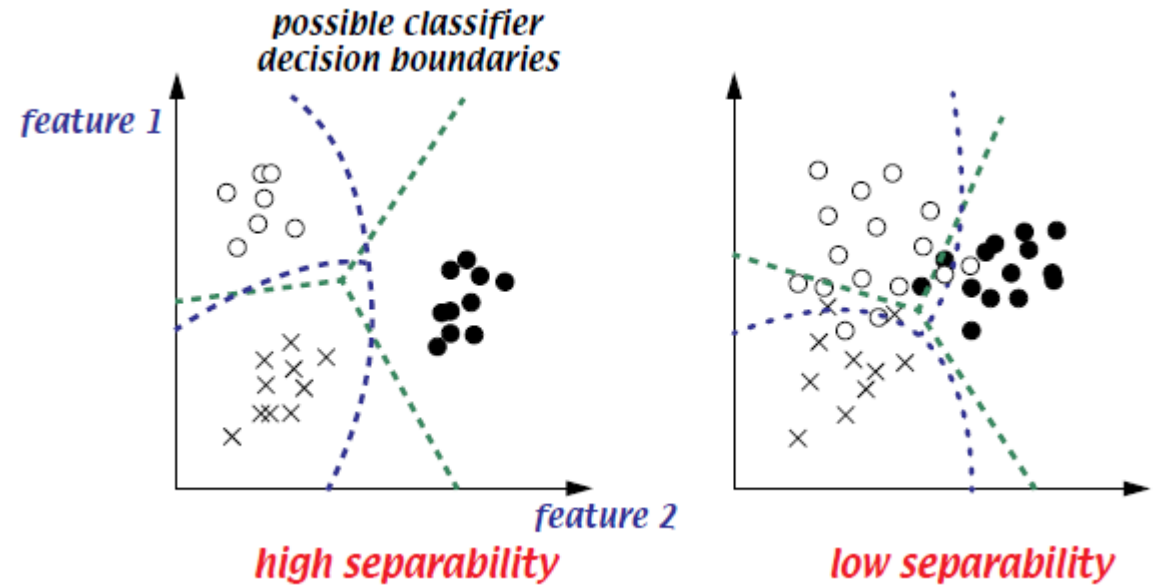 possible classifier
decision boundaries
feature 1
feature 2
high separability
low separability